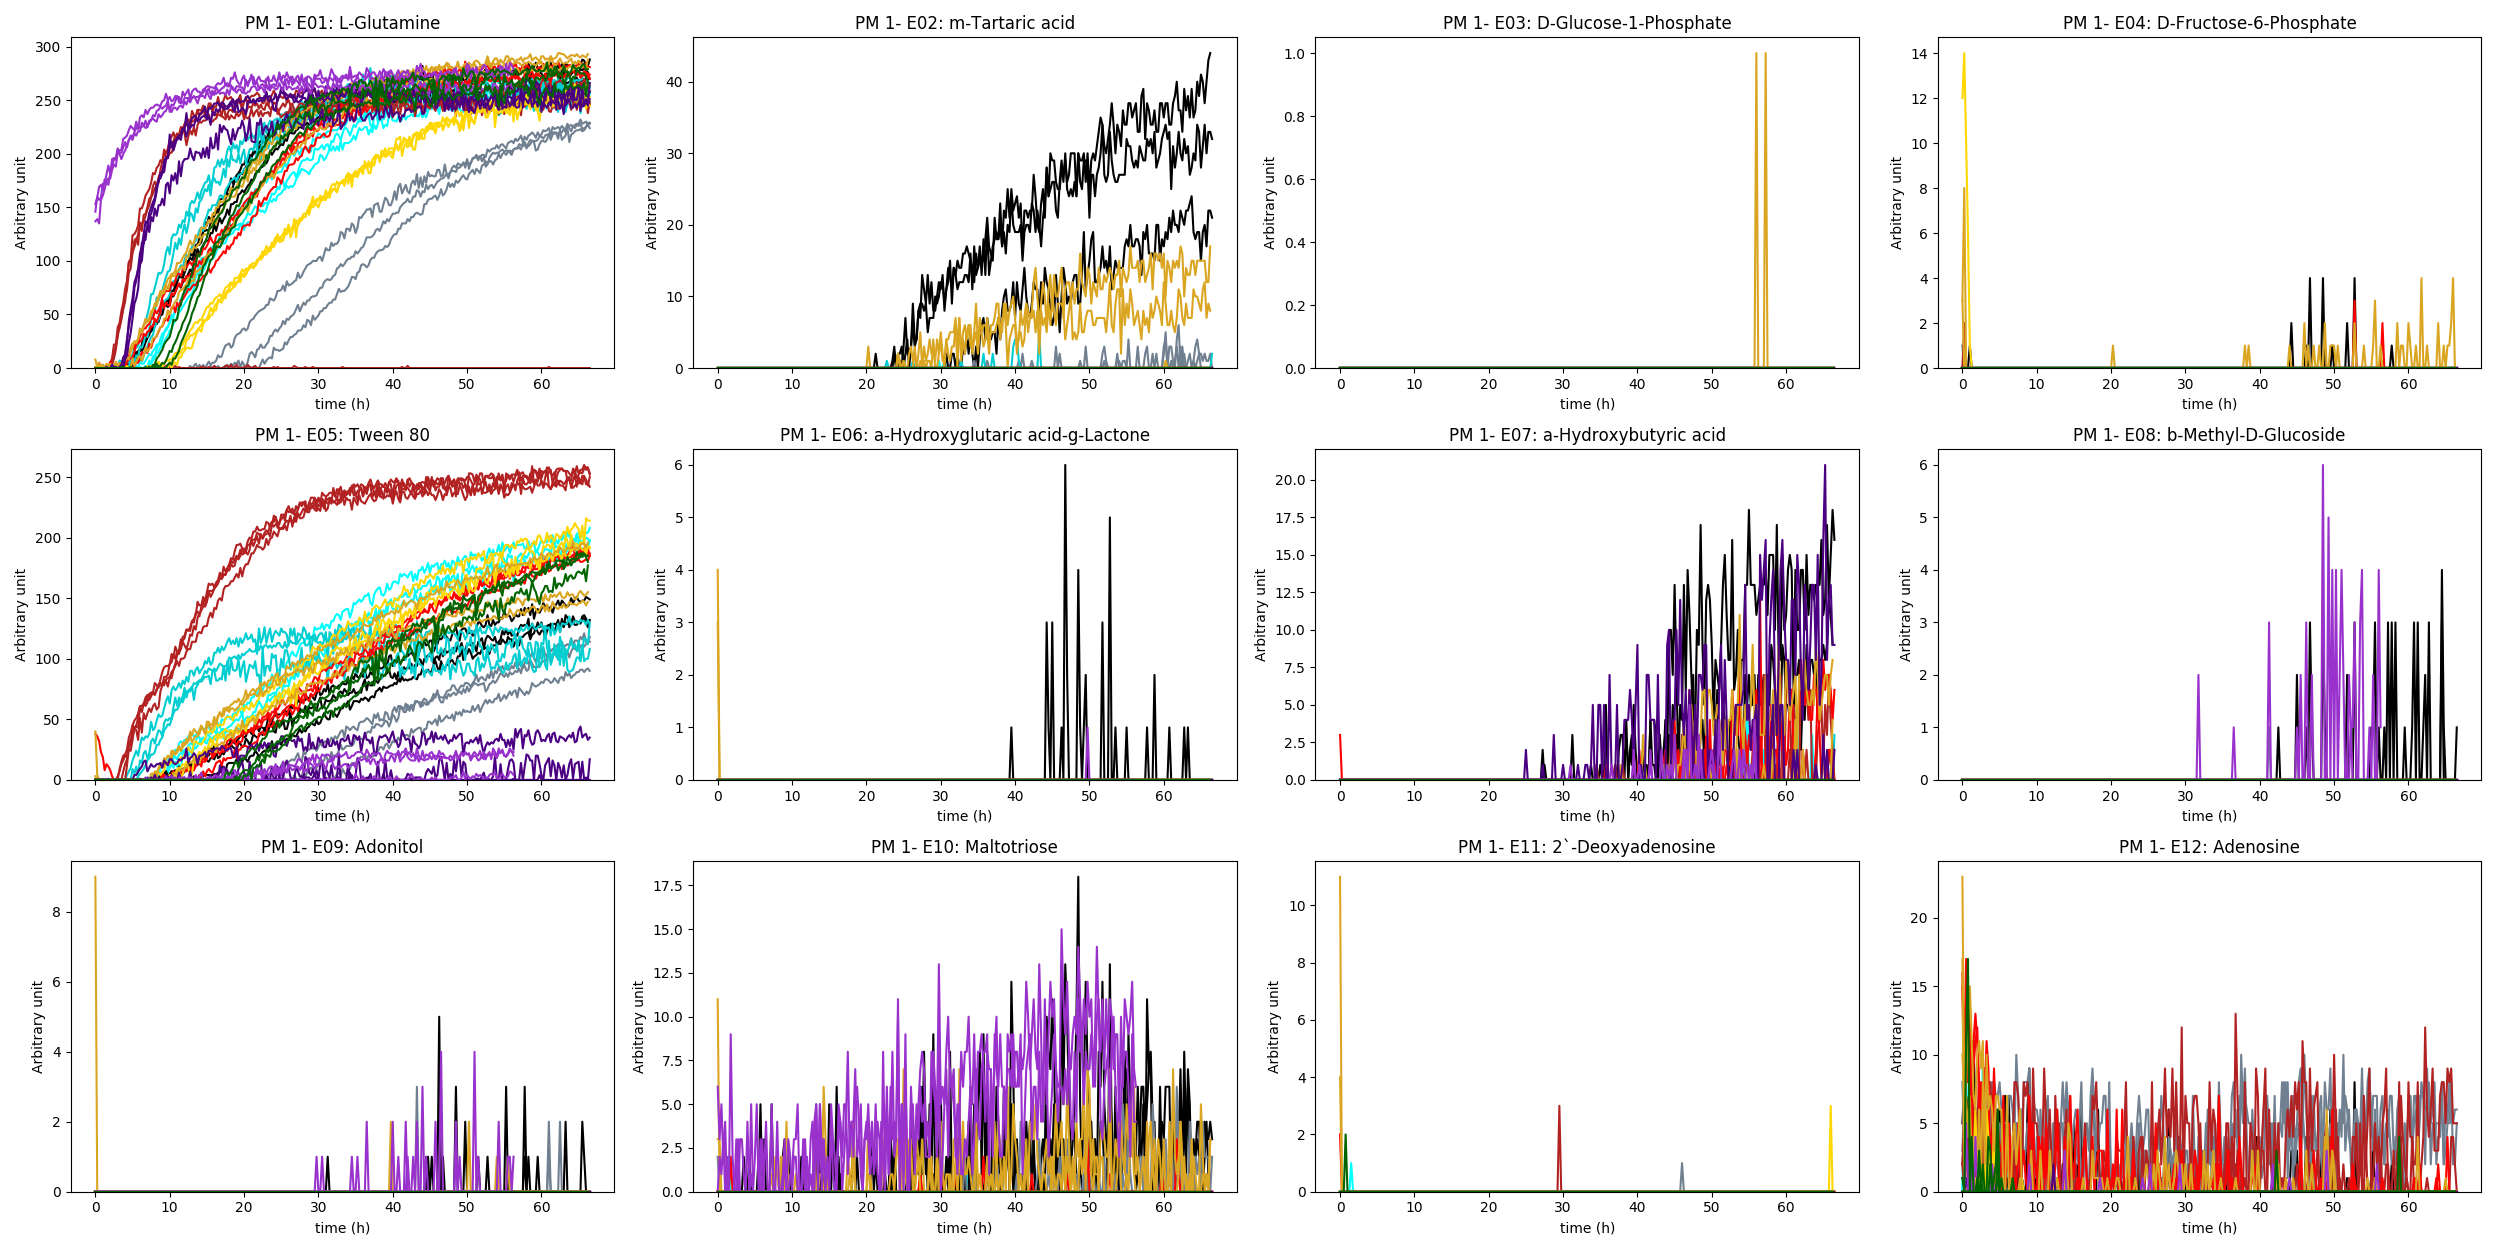 PM 1- E01: L-Glutamine
Arbitrary unit
300
250
200
150
100
50
0
0 10 20 30 40 50 60
time (h)
PM 1- E02: m-Tartaric acid
Arbitrary unit
40
30
20
10
0
0 10 20 30 40 50 60
time (h)
PM 1- E03: D-Glucose-1-Phosphate
Arbitrary unit
1.0
0.8
0.6
0.4
0.2
0.0
0 10 20 30 40 50 60
time (h)
PM 1- E04: D-Fructose-6-Phosphate
Arbitrary unit
14
12
10
8
6
4
2
0
0 10 20 30 40 50 60
time (h)
PM 1- E05: Tween 80
Arbitrary unit
250
200
150
100
50
0
0 10 20 30 40 50 60
time (h)
PM 1- E06: a-Hydroxyglutaric acid-g-Lactone
Arbitrary unit
6
5
4
3
2
1
0
0 10 20 30 40 50 60
time (h)
PM 1- E07: a-Hydroxybutyric acid
Arbitrary unit
20.0
17.5
15.0
12.5
10.0
7.5
5.0
2.5
0.0
0 10 20 30 40 50 60
time (h)
PM 1- E08: b-Methyl-D-Glucoside
Arbitrary unit
6
5
4
3
2
1
0
0 10 20 30 40 50 60
time (h)
PM 1- E09: Adonitol
Arbitrary unit
8
6
4
2
0
0 10 20 30 40 50 60
time (h)
PM 1- E10: Maltotriose
Arbitrary unit
17.5
15.0
12.5
10.0
7.5
5.0
2.5
0.0
0 10 20 30 40 50 60
time (h)
PM 1- E11: 2`-Deoxyadenosine
Arbitrary unit
10
8
6
4
2
0
0 10 20 30 40 50 60
time (h)
PM 1- E12: Adenosine
Arbitrary unit
20
15
10
5
0
0 10 20 30 40 50 60
time (h)